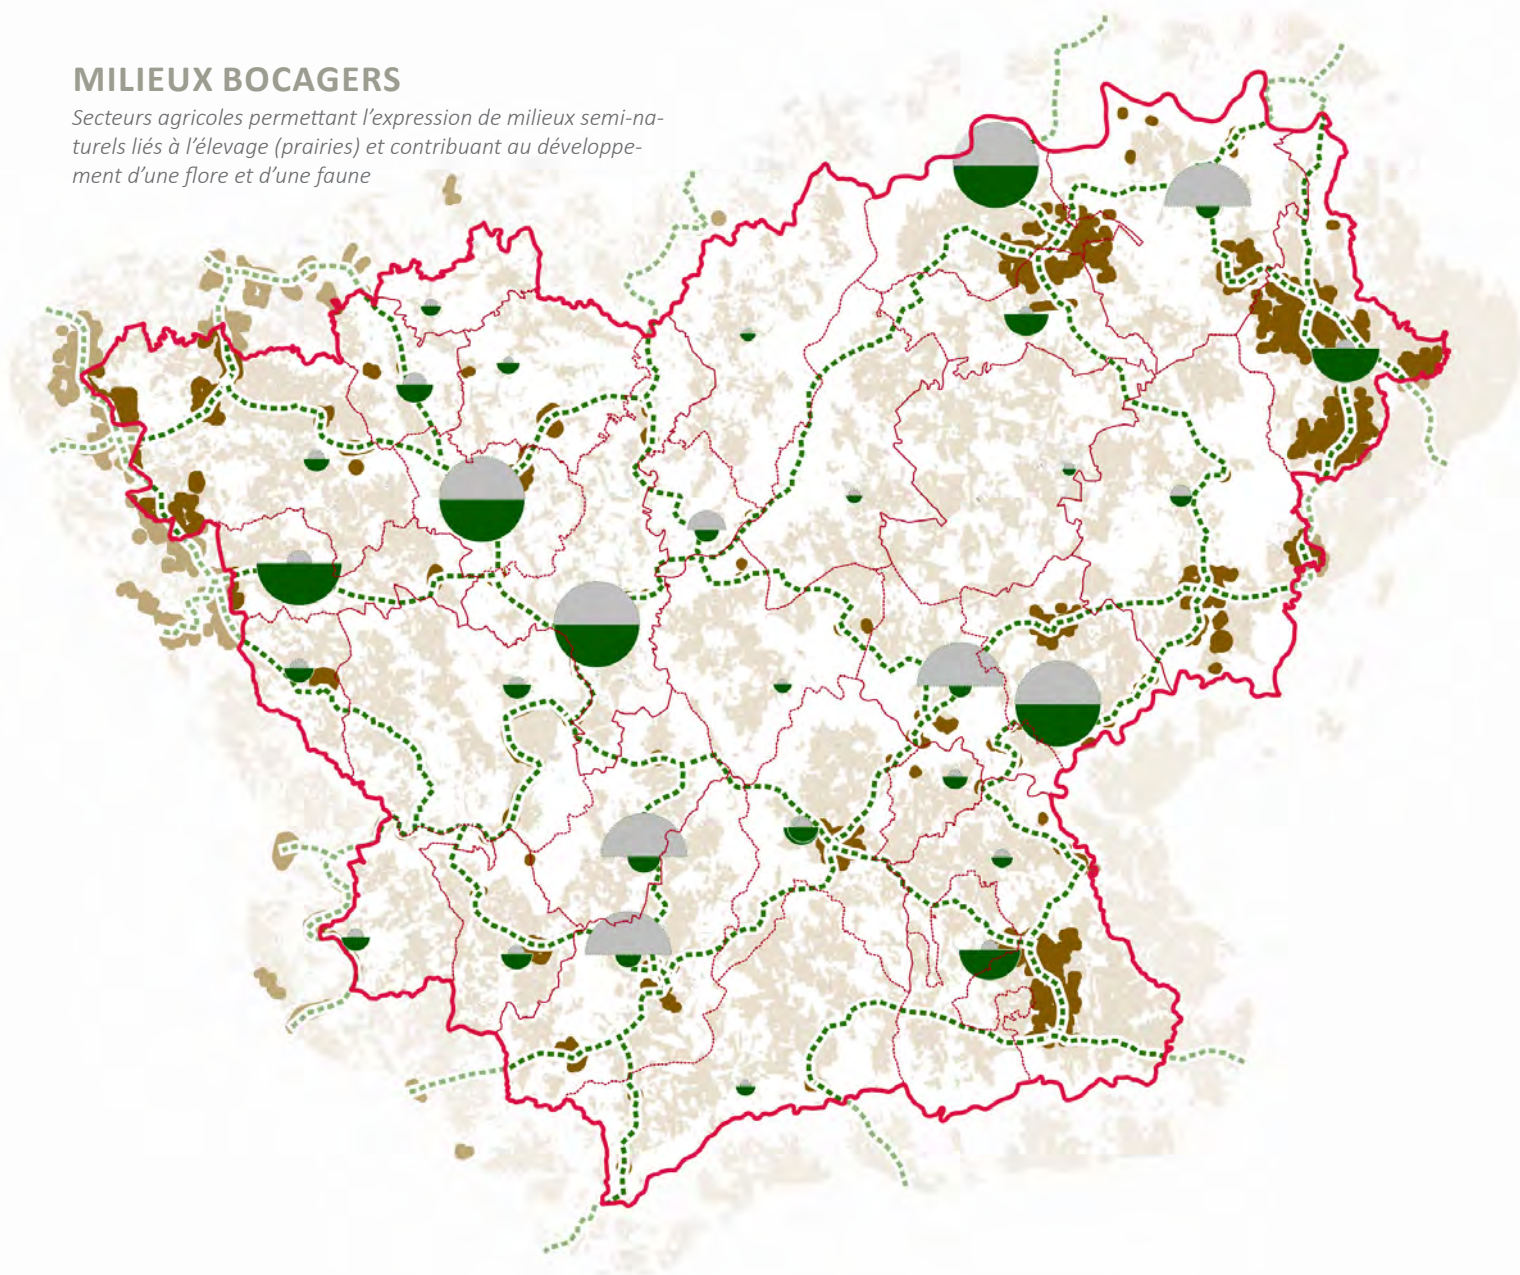 MILIEUX BOCAGERS
Secteurs agricoles permettant l'expression de milieux semi-na-
turels liés à l'élevage (prairies) et contribuant au développe-
ment d'une flore et d'une faune